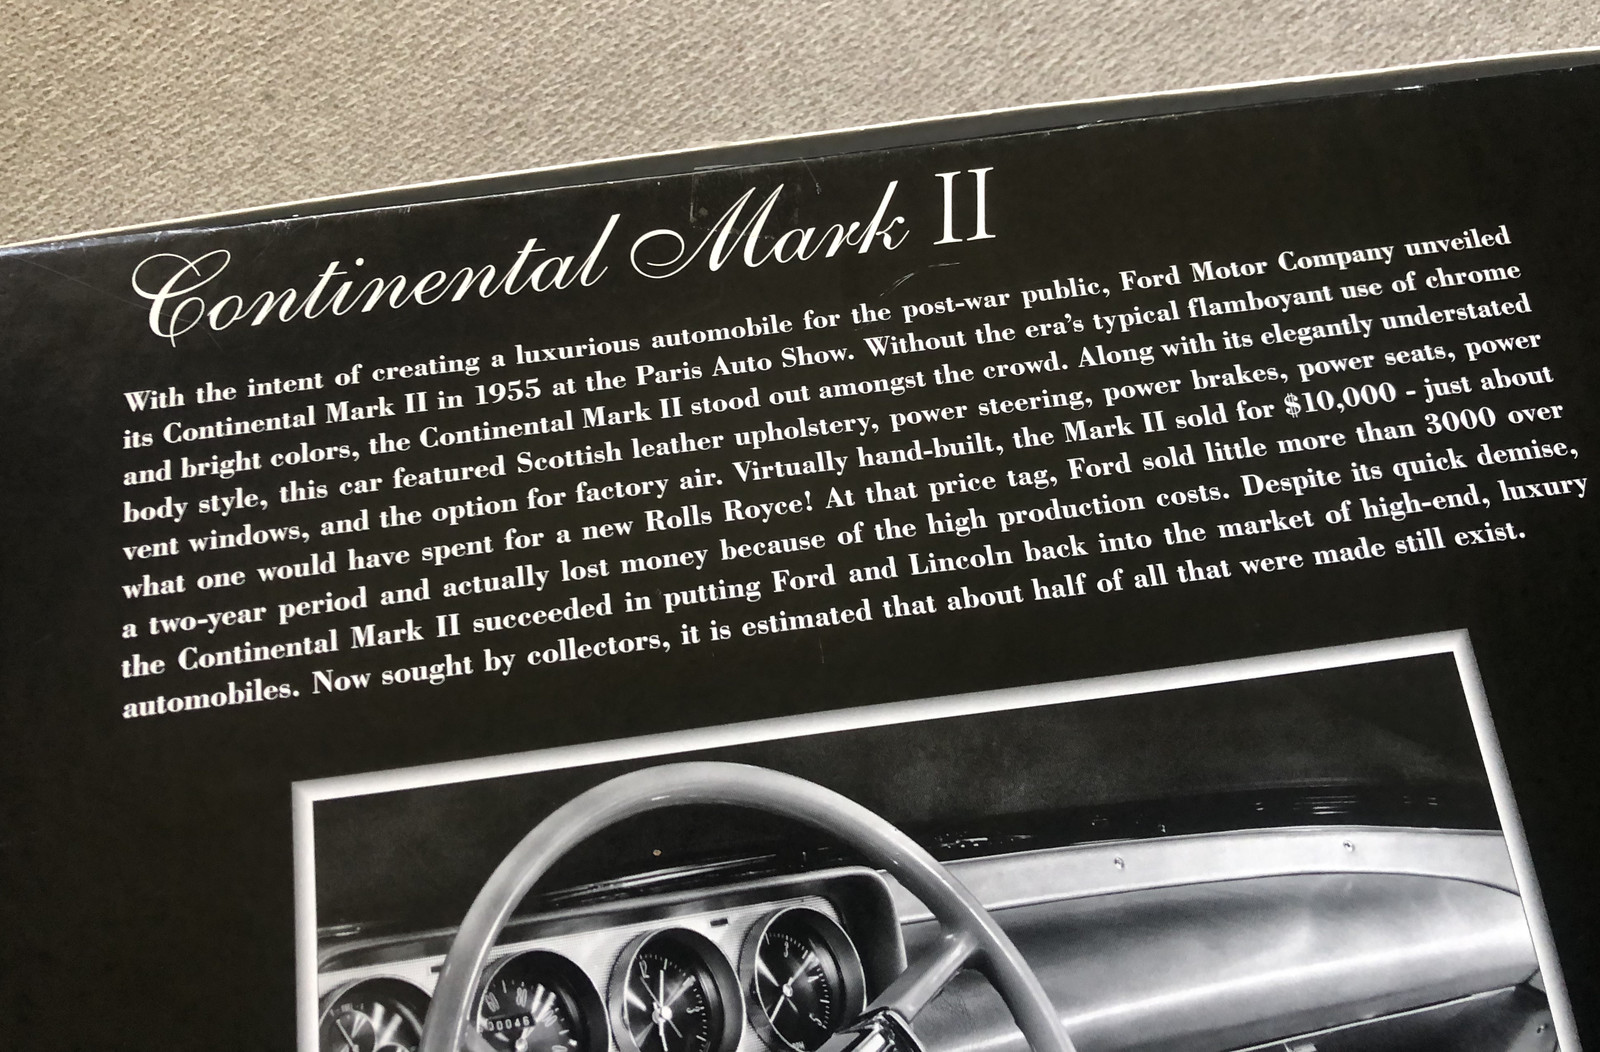 Continental Mark II
With the intent of creating a luxurious automobile for the post-war public, Ford Motor Company unveiled
its Continental Mark II in 1955 at the Paris Auto Show. Without the era's typical flamboyant use of chrome
and bright colors, the Continental Mark II stood out amongst the crowd. Along with its elegantly understated
body style, this car featured Scottish leather upholstery, power steering, power brakes, power seats, power
vent windows, and the option for factory air. Virtually hand-built, the Mark II sold for $10,000 - just about
what one would have spent for a new Rolls Royce! At that price tag, Ford sold little more than 3000 over
a two-year period and actually lost money because of the high production costs. Despite its quick demise,
the Continental Mark II succeeded in putting Ford and Lincoln back into the market of high-end, luxury
automobiles. Now sought by collectors, it is estimated that about half of all that were made still exist.
00046